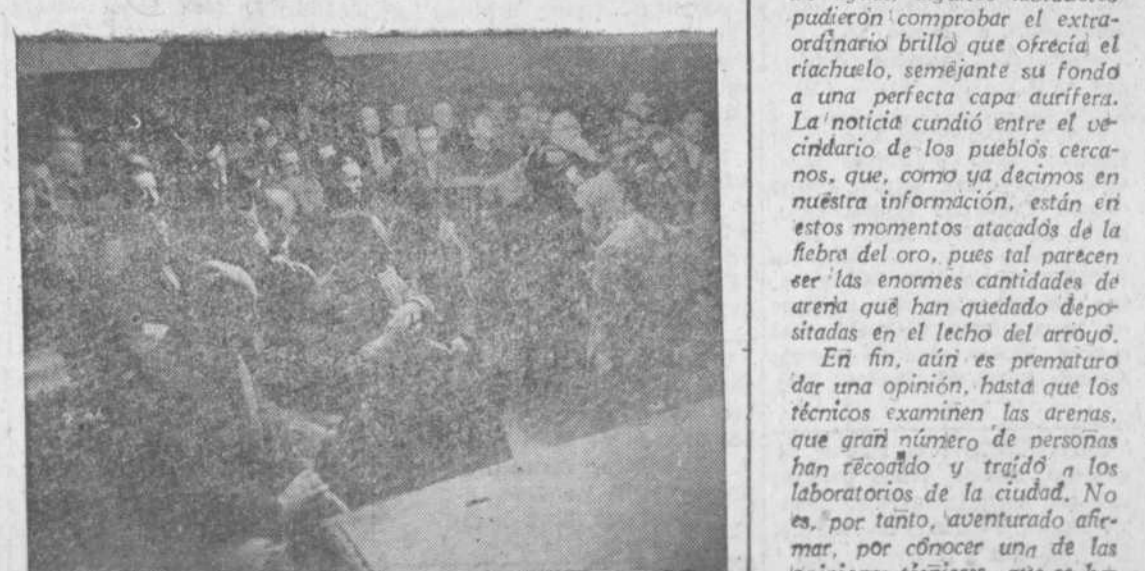 pudieron comprobar el extra-
ordinario brillo que ofrecía el
riachuelo, semejante su fondo
a una perfecta capa aurífera.
La noticia cundió entre el ve-
cindario de los pueblos cerca-
nos, que, como ya decimos en
nuestra información, están en
estos momentos atacados de la
fiebre del oro, pues tal parecen
ser las enormes cantidades de
arena que han quedado depo-
sitadas en el lecho del arroyo.
En fin, aún es prematuro
dar una opinión, hasta que los
técnicos examinen las arenas,
que gran número de personas
han recogido y traído a los
laboratorios de la ciudad. No
es, por tanto, aventurado afir-
mar, por conocer una de las